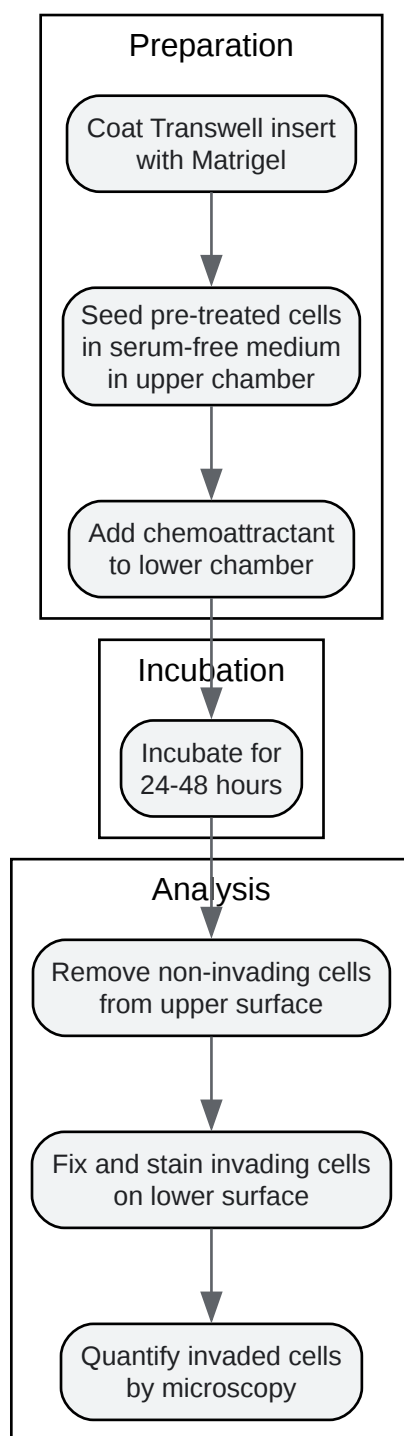 Preparation
Coat Transwell insert
with Matrigel
Seed pre-treated cells
in serum-free medium
in upper chamber
Add chemoattractant
to lower chamber
Incubation
Incubate for
24-48 hours
Analysis
Remove non-invading cells
from upper surface
Fix and stain invading cells
on lower surface
Quantify invaded cells
by microscopy